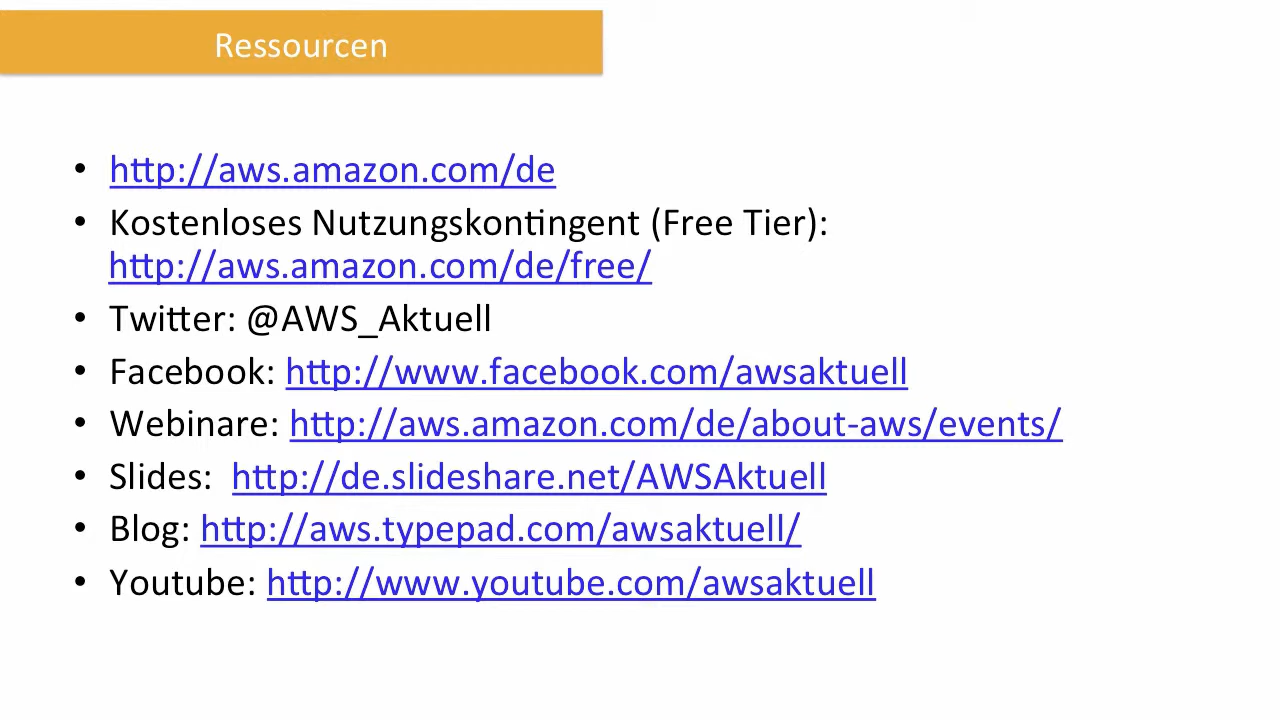 Ressourcen
• http://aws.amazon.com/de
• Kostenloses Nutzungskontingent (Free Tier):
http://aws.amazon.com/de/free/
• Twitter: @AWS_Aktuell
• Facebook: http://www.facebook.com/awsaktuell
• Webinare: http://aws.amazon.com/de/about-aws/events/
• Slides: http://de.slideshare.net/AWSAktuell
• Blog: http://aws.typepad.com/awsaktuell/
• Youtube: http://www.youtube.com/awsaktuell